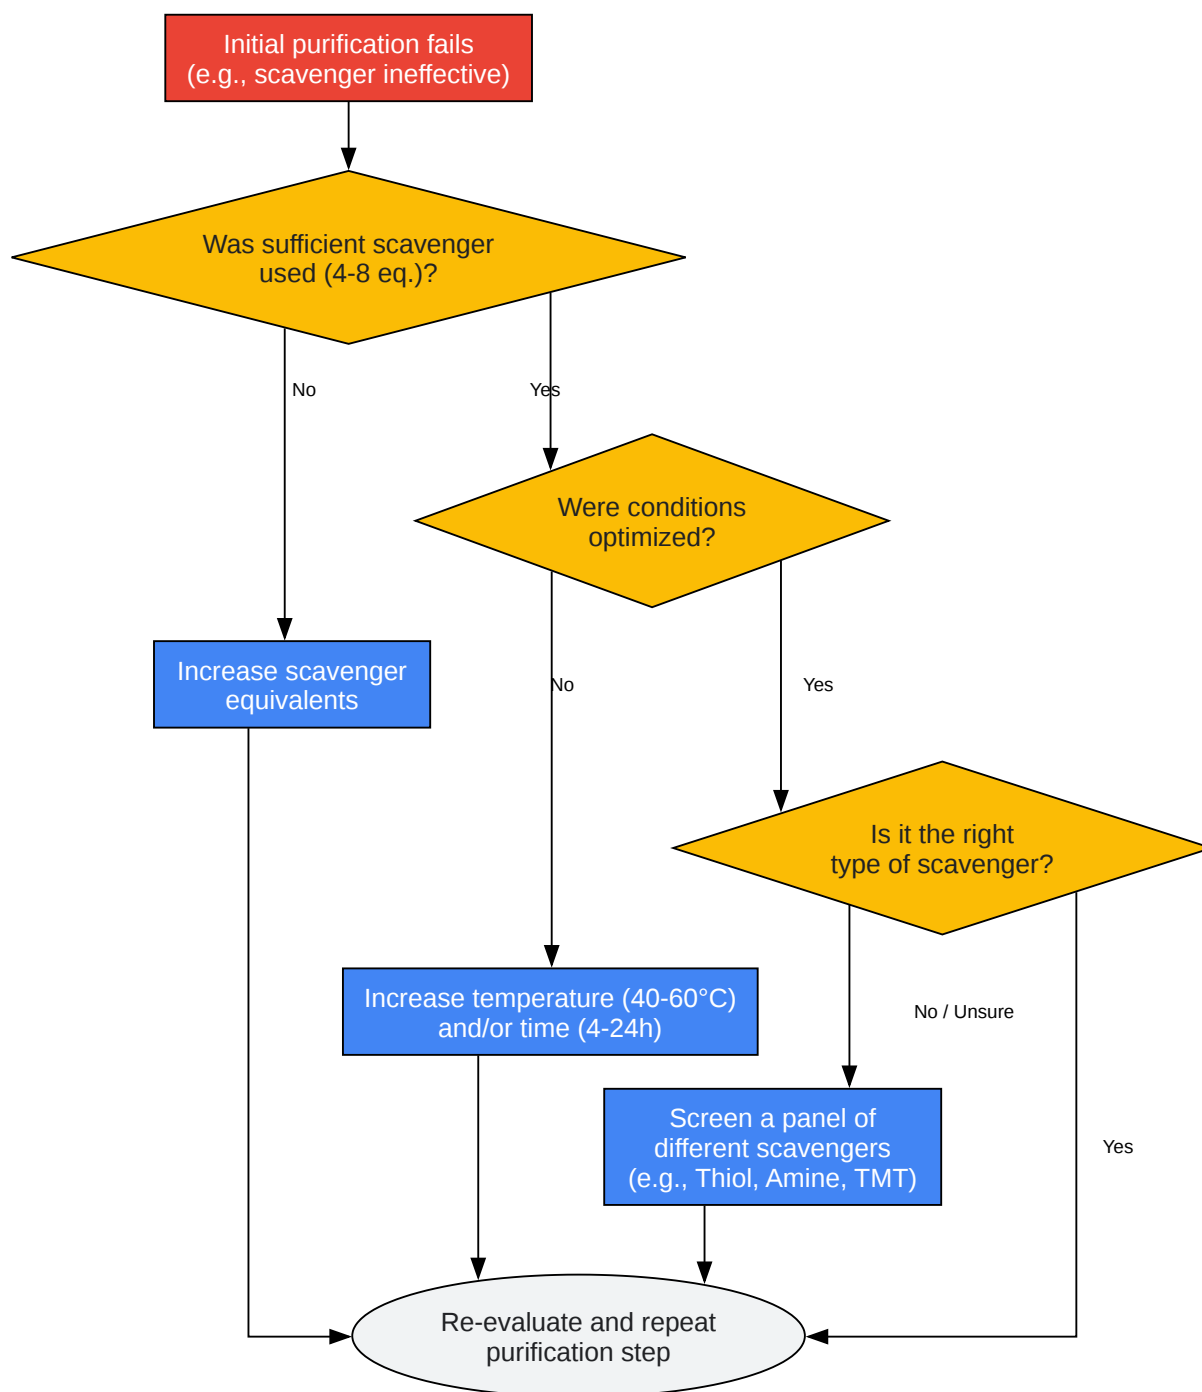 Initial purification fails
(e.g., scavenger ineffective)
Was sufficient scavenger
used (4-8 eq.)?
No
Yes
Were conditions
optimized?
Increase scavenger
equivalents
No
Yes
Is it the right
type of scavenger?
Increase temperature (40-60°C)
and/or time (4-24h)
No / Unsure
Screen a panel of
different scavengers
(e.g., Thiol, Amine, TMT)
Yes
Re-evaluate and repeat
purification step